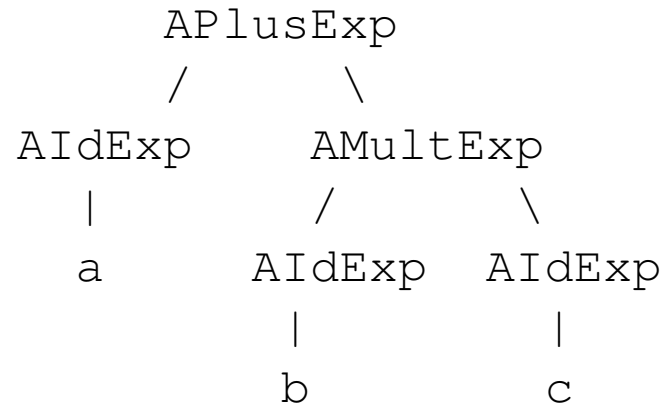 APlusExp
/ \
AIdExp AMultExp
| / \
a AIdExp AIdExp
| |
b c